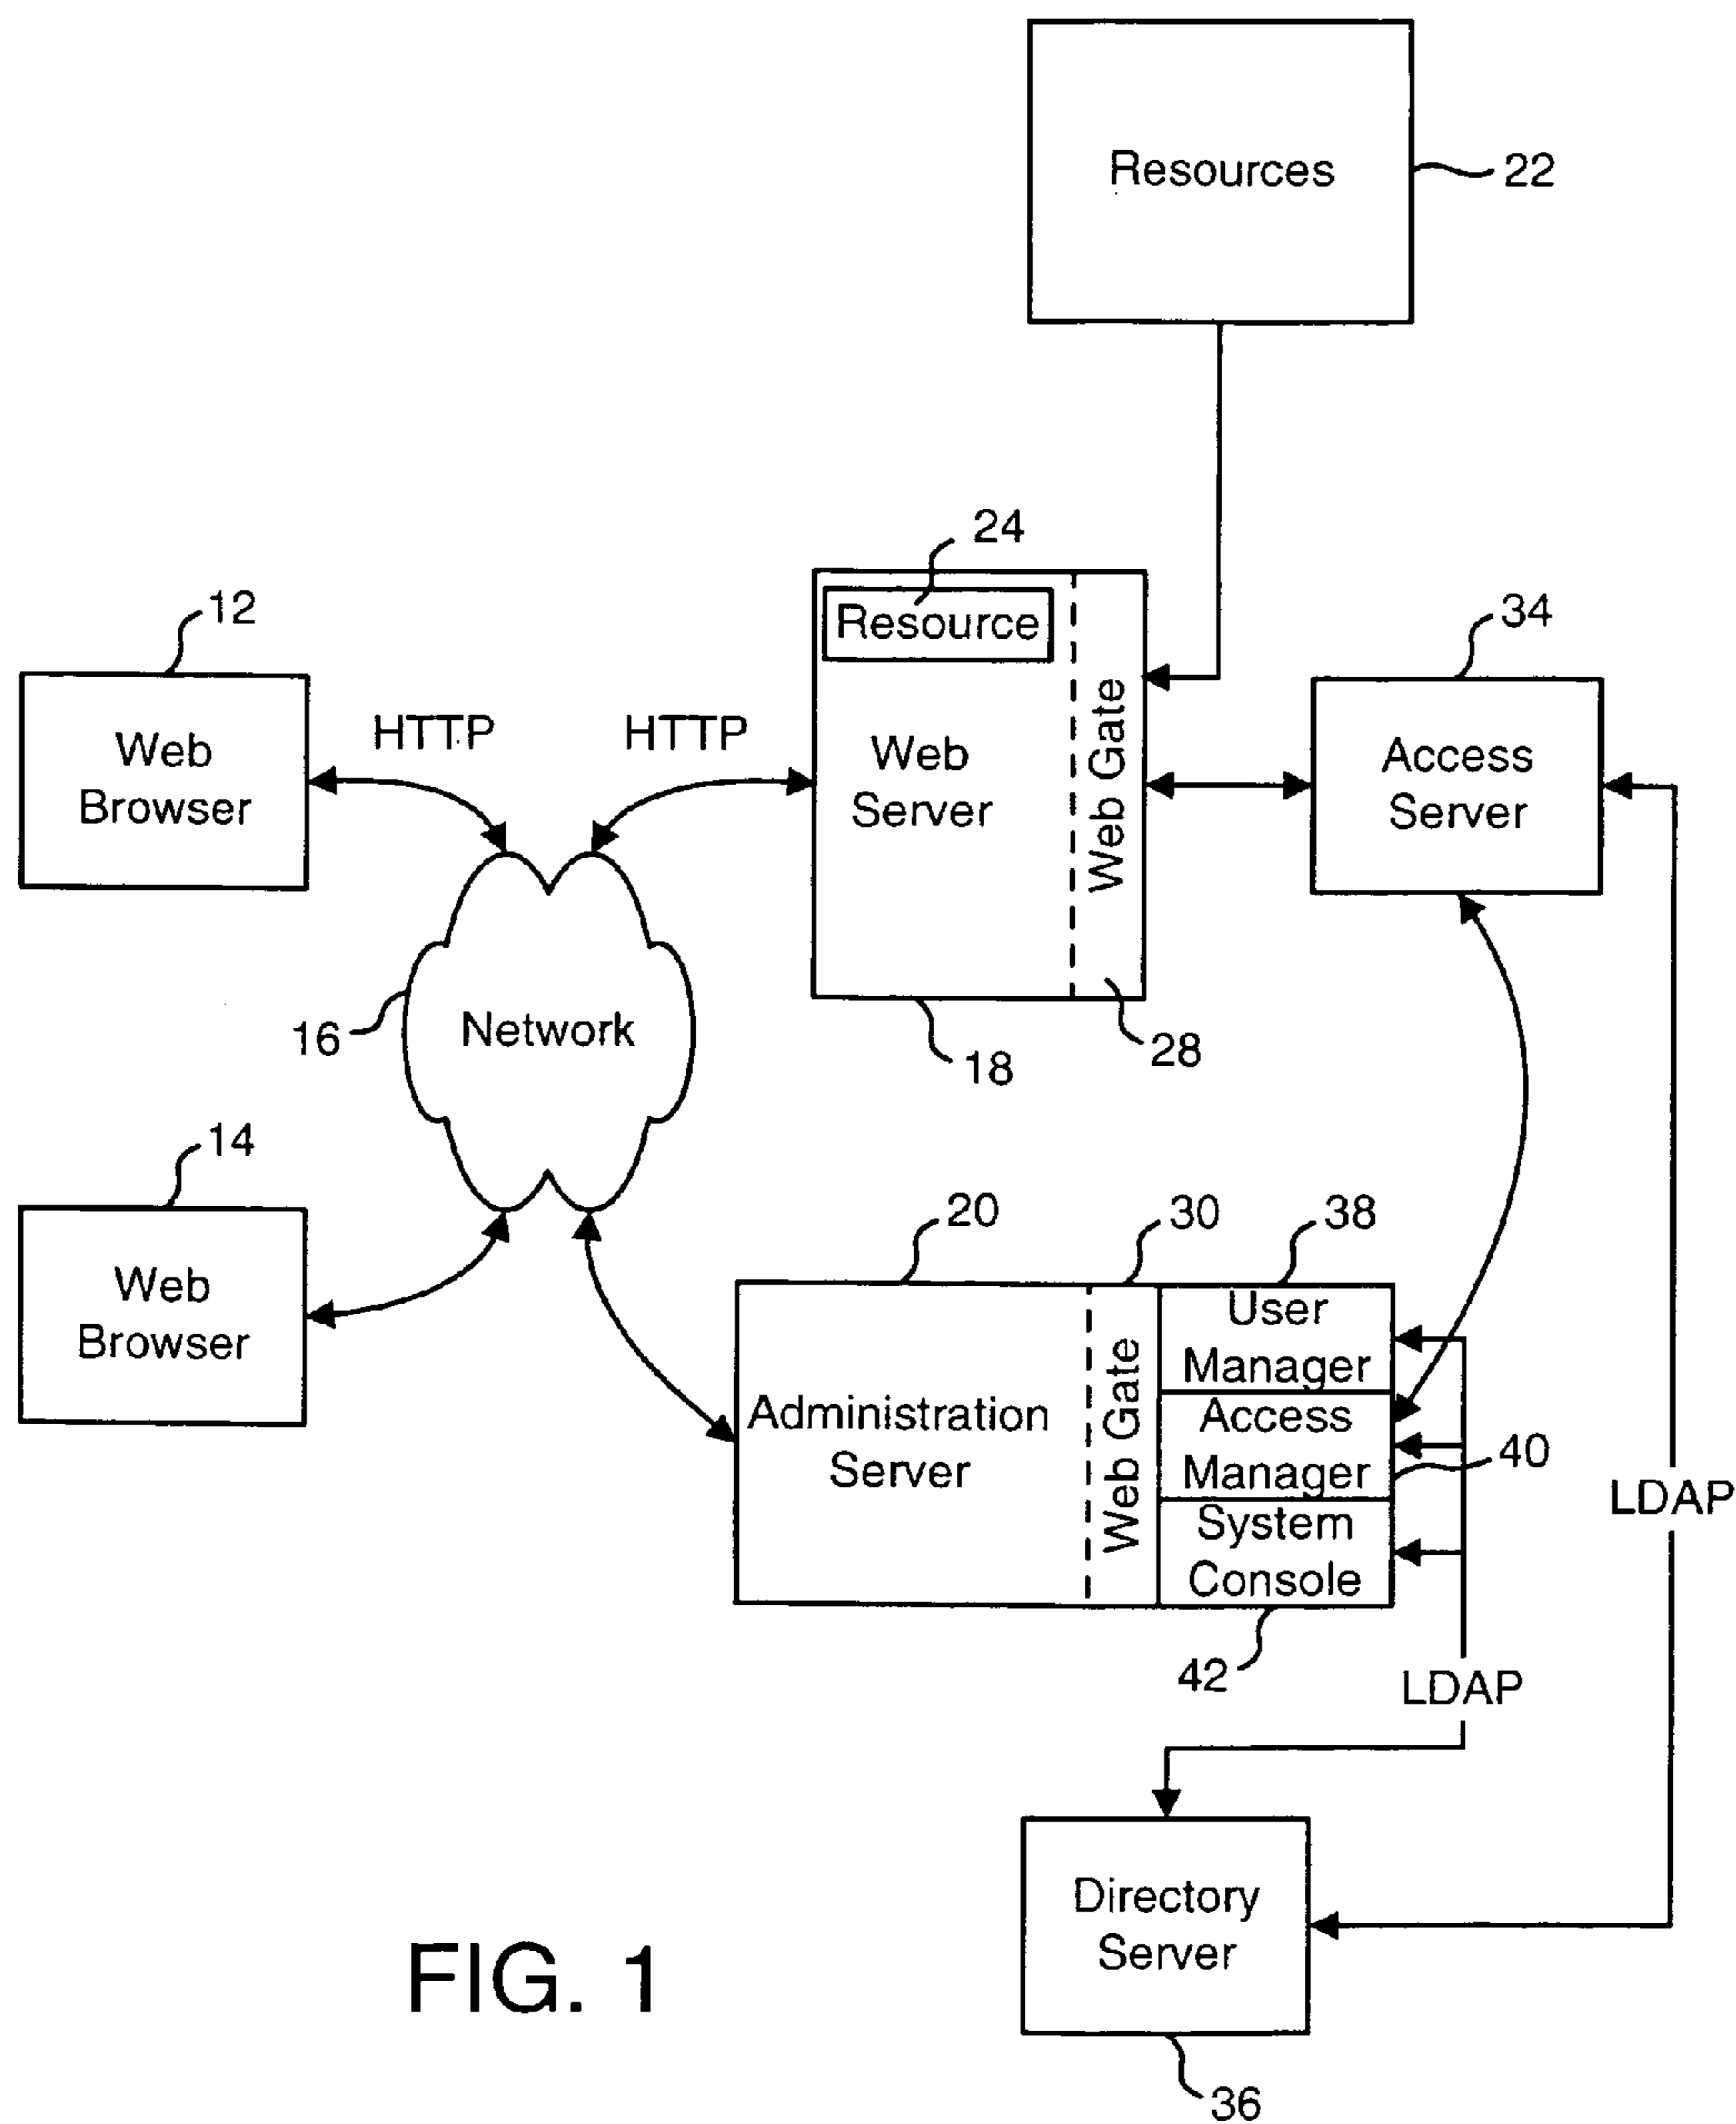 Resources
22
24
Resource
12
34
HTTP
HTTP
Web
Browser
Web
Server
Web Gate
Access
Server
16
Network
18
28
14
20
30
38
Web
Browser
User
Manager
Administration
Server
Web Gate
Access
Manager
40
System
Console
LDAP
42
LDAP
Directory
Server
FIG. 1
36